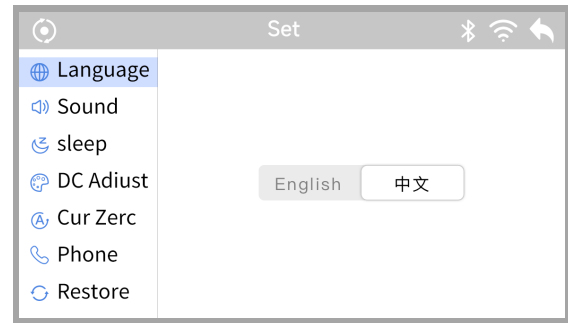 Set
Language
Sound
sleep
DC Adiust
Cur Zerc
Phone
Restore
English 中文